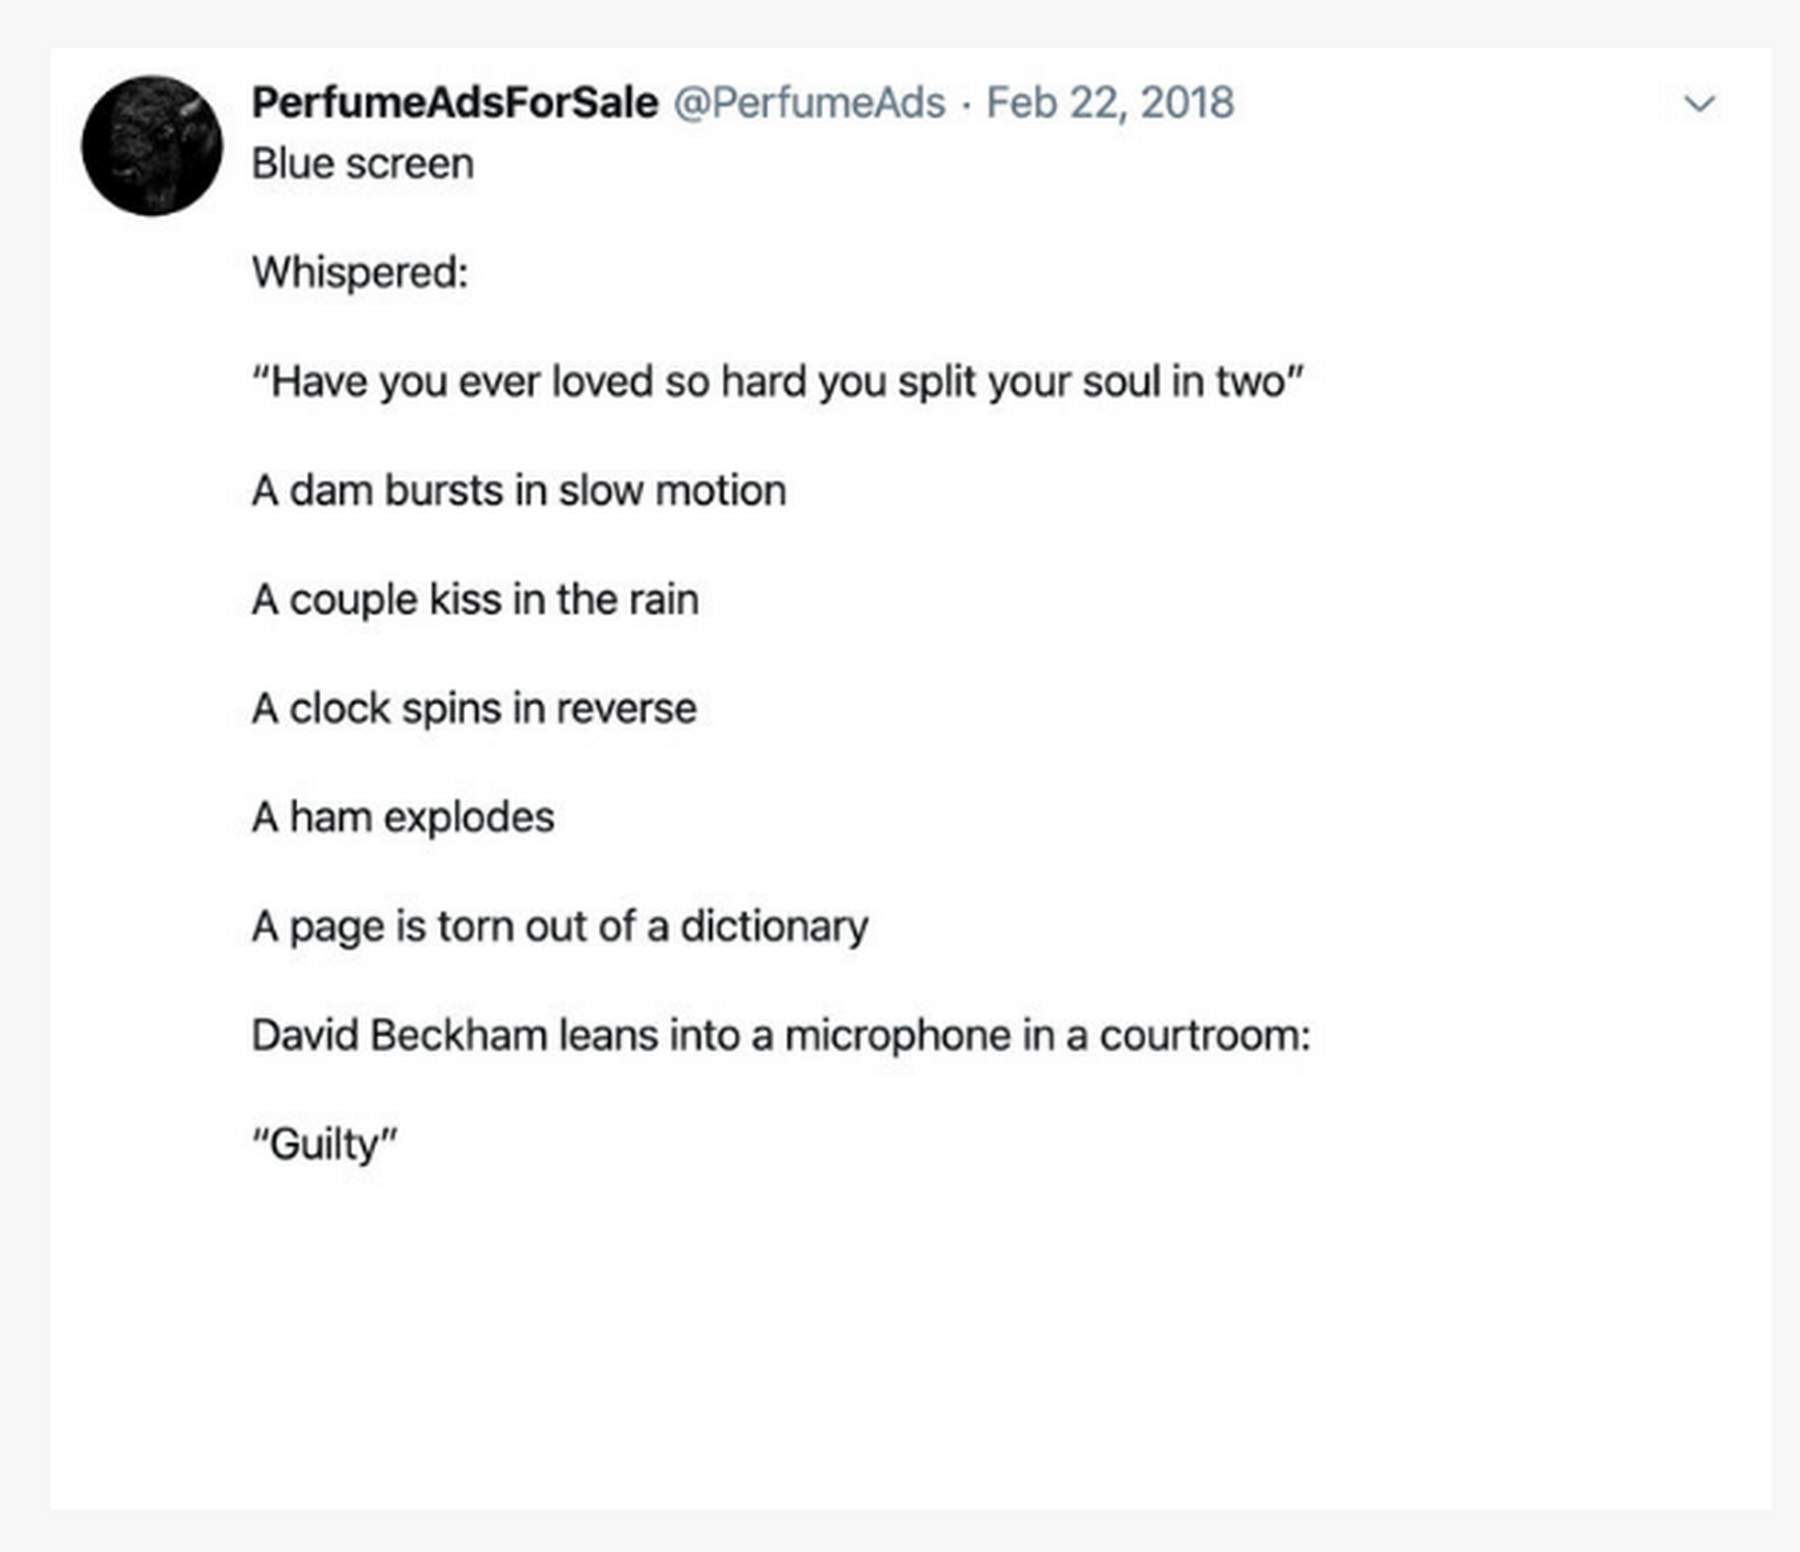 PerfumeAdsForSale @PerfumeAds · Feb 22, 2018
Blue screen
Whispered:
“Have you ever loved so hard you split your soul in two”
A dam bursts in slow motion
A couple kiss in the rain
A clock spins in reverse
A ham explodes
A page is torn out of a dictionary
David Beckham leans into a microphone in a courtroom:
“Guilty”